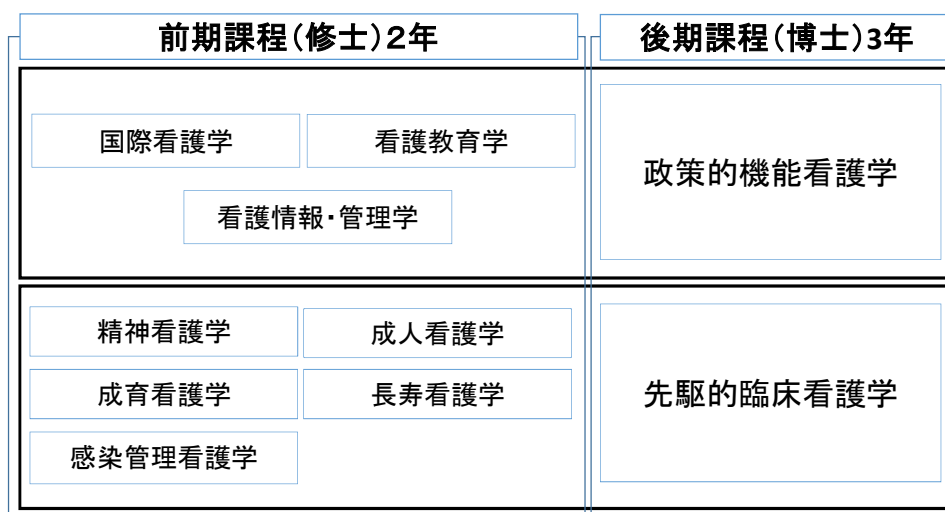 前期課程(修士)2年
後期課程(博士)3年
国際看護学
看護教育学
看護情報・管理学
政策的機能看護学
精神看護学
成人看護学
成育看護学
長寿看護学
感染管理看護学
先駆的臨床看護学